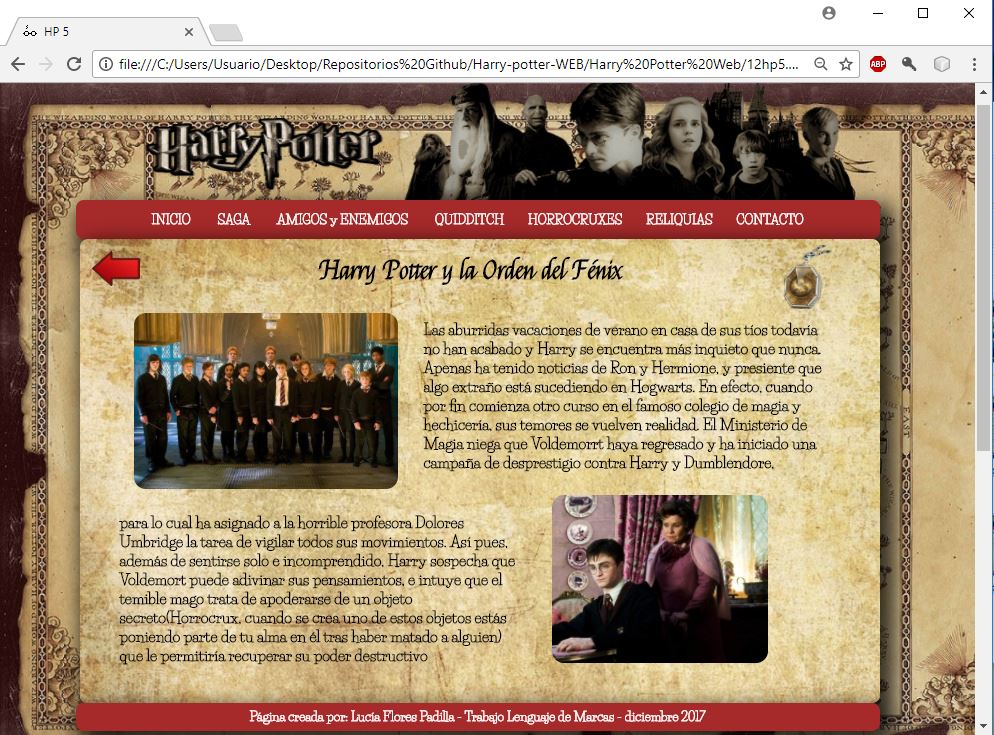 HP 5
file:///C:/Users/Usuario/Desktop/Repositorios%20Github/Harry-potter-WEB/Harry%20Potter%20Web/12hp5....
ABP
Harry Potter
INICIO SAGA AMIGOS y ENEMIGOS QUIDDITCH HORROCRUXES RELIQUIAS CONTACTO
Harry Potter y la Orden del Fénix
Las aburridas vacaciones de verano en casa de sus tíos todavía
no han acabado y Harry se encuentra más inquieto que nunca.
Apenas ha tenido noticias de Ron y Hermione, y presiente que
algo extraño está sucediendo en Hogwarts. En efecto, cuando
por fin comienza otro curso en el famoso colegio de magia y
hechicería, sus temores se vuelven realidad. El Ministerio de
Magia niega que Voldemorrt haya regresado y ha iniciado una
campaña de desprestigio contra Harry y Dumblendore,
para lo cual ha asignado a la horrible profesora Dolores
Umbridge la tarea de vigilar todos sus movimientos. Así pues,
además de sentirse solo e incomprendido, Harry sospecha que
Voldemort puede adivinar sus pensamientos, e intuye que el
temible mago trata de apoderarse de un objeto
secreto(Horrocrux, cuando se crea uno de estos objetos estás
poniendo parte de tu alma en él tras haber matado a alguien)
que le permitiría recuperar su poder destructivo
Página creada por: Lucía Flores Padilla - Trabajo Lenguaje de Marcas - diciembre 2017